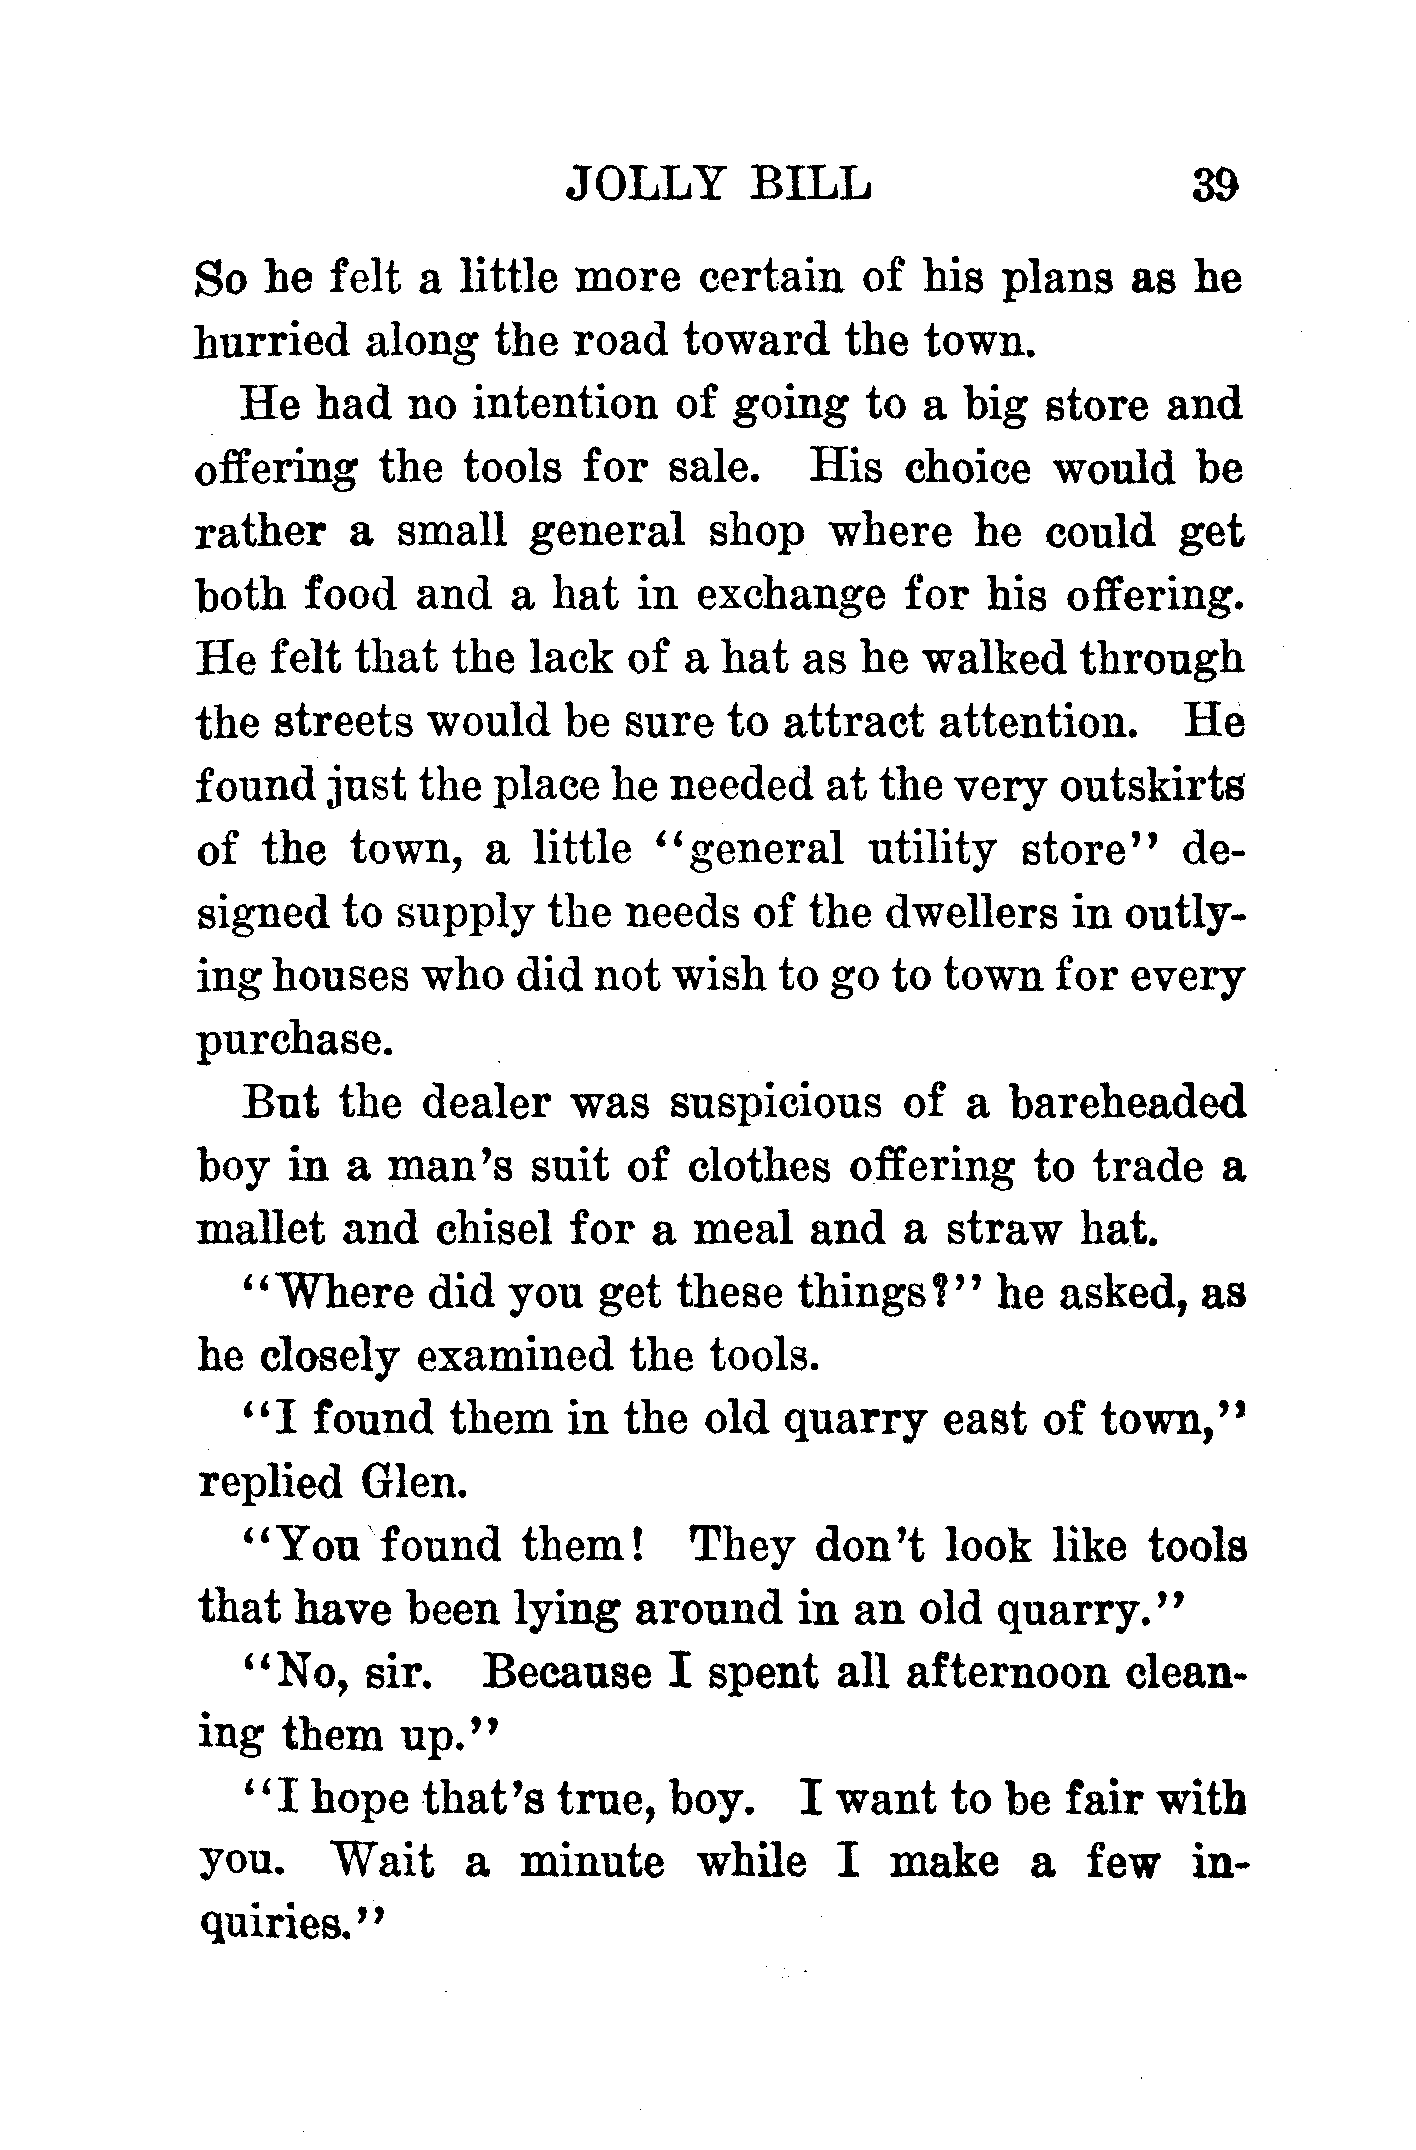 JOLLY BILL 39
So he felt a little more certain of his plans as he
hurried along the road toward the town.
He had no intention of going to a big store and
offering the tools for sale. His choice would be
rather a small general shop where he could get
both food and a hat in exchange for his offering.
He felt that the lack of a hat as he walked through
the streets would be sure to attract attention. He
found just the place he needed at the very outskirts
of the town, a little "general utility store" de-
signed to supply the needs of the dwellers in outly-
ing houses who did not wish to go to town for every
purchase.
But the dealer was suspicious of a bareheaded
boy in a man's suit of clothes offering to trade a
mallet and chisel for a meal and a straw hat.
"Where did you get these things?" he asked, as
he closely examined the tools.
"I found them in the old quarry east of town,"
replied Glen.
"You found them! They don't look like tools
that have been lying around in an old quarry."
"No, sir. Because I spent all afternoon clean-
ing them up."
"I hope that's true, boy. I want to be fair with
you. Wait a minute while I make a few in-
quiries."